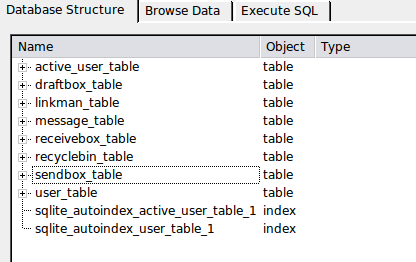 Database Structure Browse Data Execute SQL
Name Object Type
active_user_table table
draftbox_table table
linkman_table table
message_table table
receivebox_table table
recyclebin_table table
sendbox_table table
user_table table
sqlite_autoindex_active_user_table_1 index
sqlite_autoindex_user_table_1 index